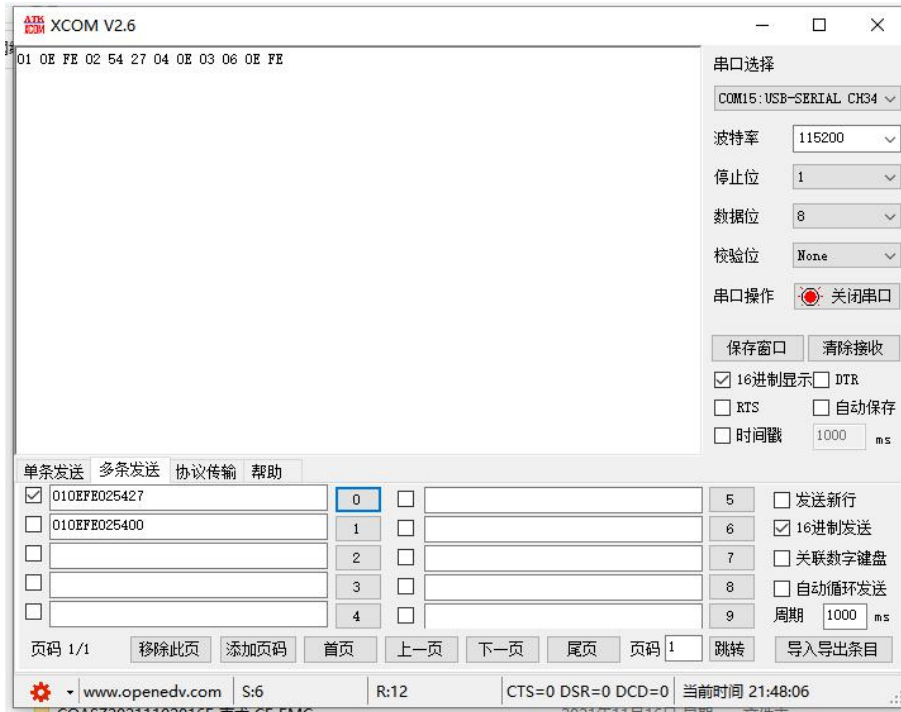 ATK XCOM XCOM V2.6
01 0E FE 02 54 27 04 0E 03 06 0E FE
串口选择
COM15:USB-SERIAL CH34
波特率 115200
停止位 1
数据位 8
校验位 None
串口操作 关闭串口
保存窗口 清除接收
16进制显示 DTR
RTS 自动保存
时间戳 1000 ms
单条发送 多条发送 协议传输 帮助
010EFE025427 0 5 发送新行
010EFE025400 1 6 16进制发送
2 7 关联数字键盘
3 8 自动循环发送
4 9 周期 1000 ms
页码 1/1 移除此页 添加页码 首页 上一页 下一页 尾页 页码 1 跳转 导入导出条目
www.openedv.com S:6 R:12 CTS=0 DSR=0 DCD=0 当前时间 21:48:06